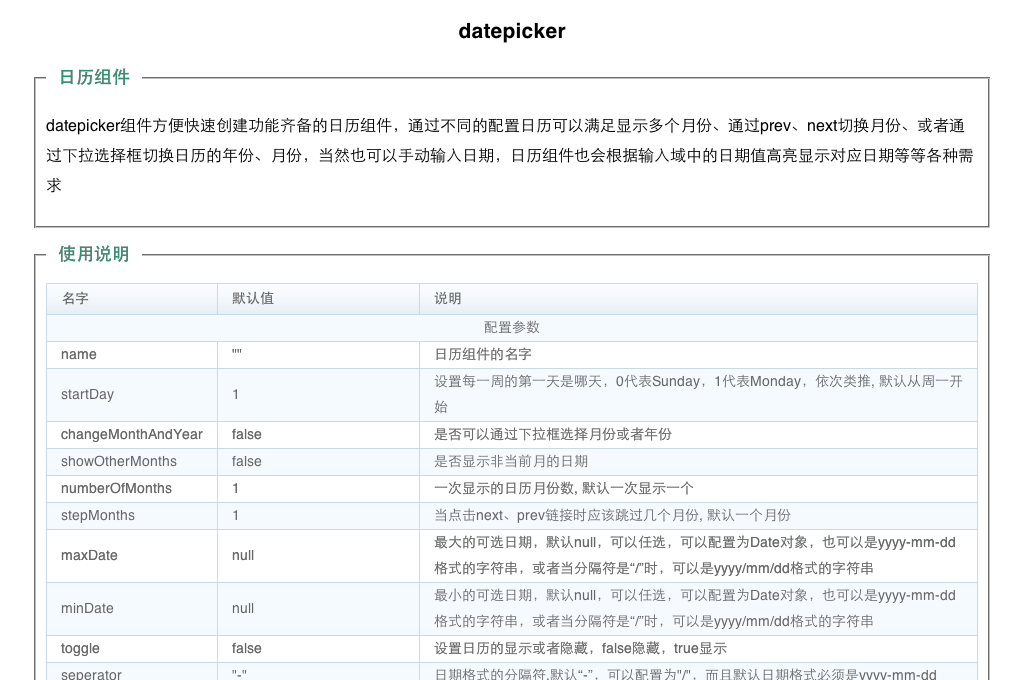 datepicker
日历组件
datepicker组件方便快速创建功能齐备的日历组件，通过不同的配置日历可以满足显示多个月份、通过prev、next切换月份、或者通
过下拉选择框切换日历的年份、月份，当然也可以手动输入日期，日历组件也会根据输入域中的日期值高亮显示对应日期等等各种需
求
使用说明
名字 默认值 说明
配置参数
name "" 日历组件的名字
startDay 1 设置每一周的第一天是哪天，0代表Sunday，1代表Monday，依次类推, 默认从周一开
始
changeMonthAndYear false 是否可以通过下拉框选择月份或者年份
showOtherMonths false 是否显示非当前月的日期
numberOfMonths 1 一次显示的日历月份数, 默认一次显示一个
stepMonths 1 当点击next、prev链接时应该跳过几个月份, 默认一个月份
maxDate null 最大的可选日期，默认null，可以任选，可以配置为Date对象，也可以是yyyy-mm-dd
格式的字符串，或者当分隔符是“/”时，可以是yyyy/mm/dd格式的字符串
minDate null 最小的可选日期，默认null，可以任选，可以配置为Date对象，也可以是yyyy-mm-dd
格式的字符串，或者当分隔符是“/”时，可以是yyyy/mm/dd格式的字符串
toggle false 设置日历的显示或者隐藏，false隐藏，true显示
seperator "-" 日期格式的分隔符,默认“-”，可以配置为"/"，而且默认日期格式必须是yyyy-mm-dd